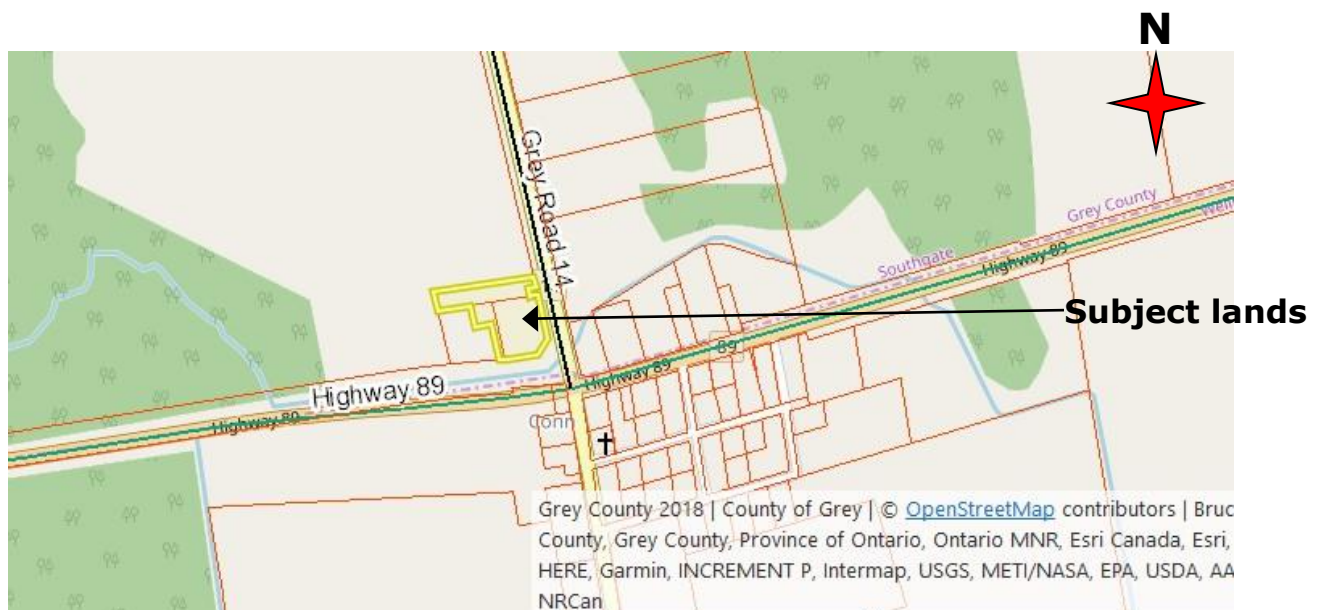 N
Grey Road 14
Grey County
Southgate
Highway 89
Subject lands
89
Highway 89
Highway 89
Highway 89
Conn
Grey County 2018 | County of Grey | © OpenStreetMap contributors | Bruc
County, Grey County, Province of Ontario, Ontario MNR, Esri Canada, Esri,
HERE, Garmin, INCREMENT P, Intermap, USGS, METI/NASA, EPA, USDA, AA
NRCan